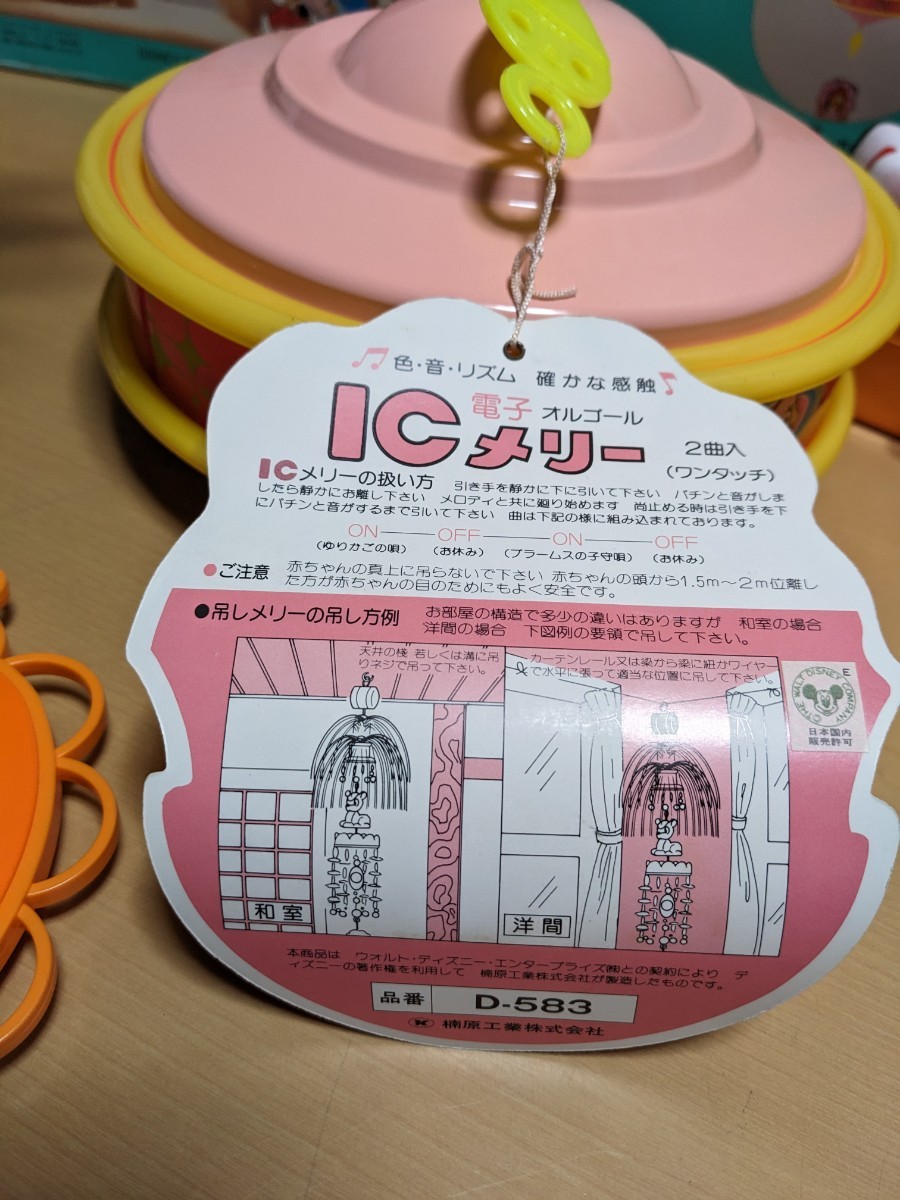 色・音・リズム 確かな感触
IC 電子 オルゴール
メリー 2曲入
(ワンタッチ)
ICメリーの扱い方 引き手を静かに下に引いて下さい パチンと音がしま
したら静かにお離し下さい メロディと共に廻り始めます 尚止める時は引き手を下
にパチンと音がするまで引いて下さい 曲は下記の様に組み込まれております。
ON——OFF——ON——OFF
(ゆりかごの唄) (お休み) (ブラームスの子守唄) (お休み)
●ご注意 赤ちゃんの真上に吊らないで下さい 赤ちゃんの頭から1.5m～2m位離し
た方が赤ちゃんの目のためにもよく安全です。
●吊しメリーの吊し方例 お部屋の構造で多少の違いはありますが 和室の場合
洋間の場合 下図例の要領で吊して下さい。
天井の棧 若しくは溝に吊
りネジで吊って下さい。
カーテンレール又は梁から梁に紐かワイヤー
で水平に張って適当な位置に吊して下さい。
E
© THE WALT DISNEY COMPANY
日本国内
販売許可
和室
洋間
本商品は ウォルト・ディズニー・エンタープライズ㈱との契約により デ
ィズニーの著作権を利用して 楠原工業株式会社が製造したものです。
品番 D-583
K 楠原工業株式会社